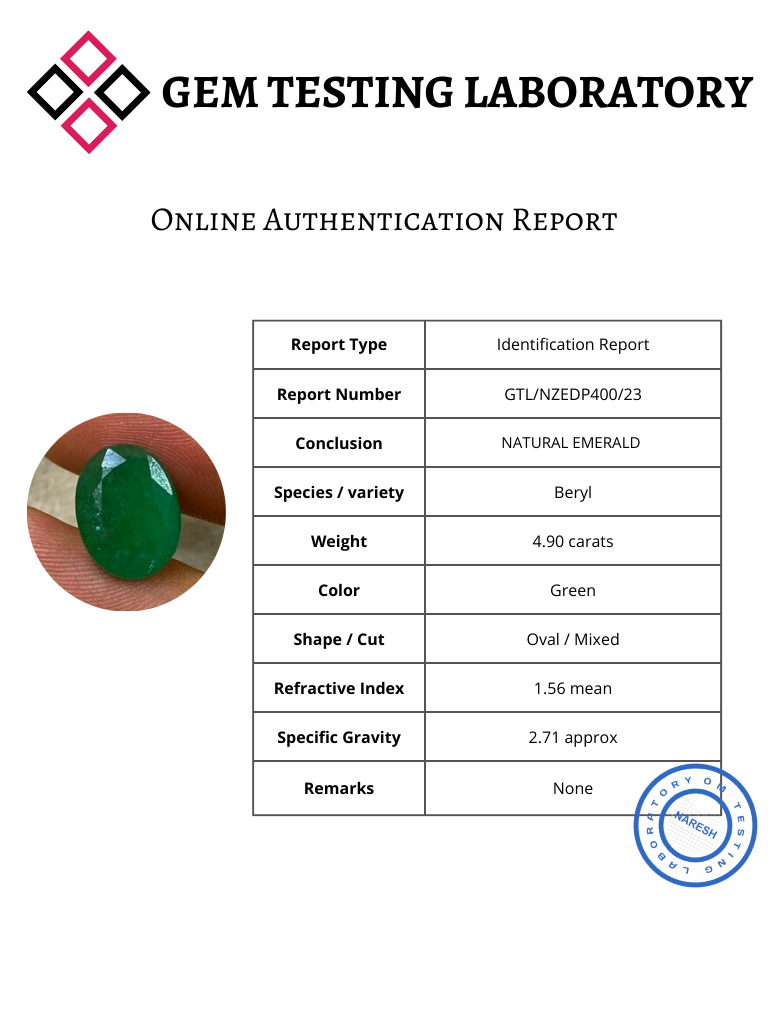 GEM TESTING LABORATORY
Online Authentication Report
Report Type Identification Report
Report Number GTL/NZEDP400/23
Conclusion NATURAL EMERALD
Species / variety Beryl
Weight 4.90 carats
Color Green
Shape / Cut Oval / Mixed
Refractive Index 1.56 mean
Specific Gravity 2.71 approx
Remarks None
OM TESTING LABORATORY
NARESH